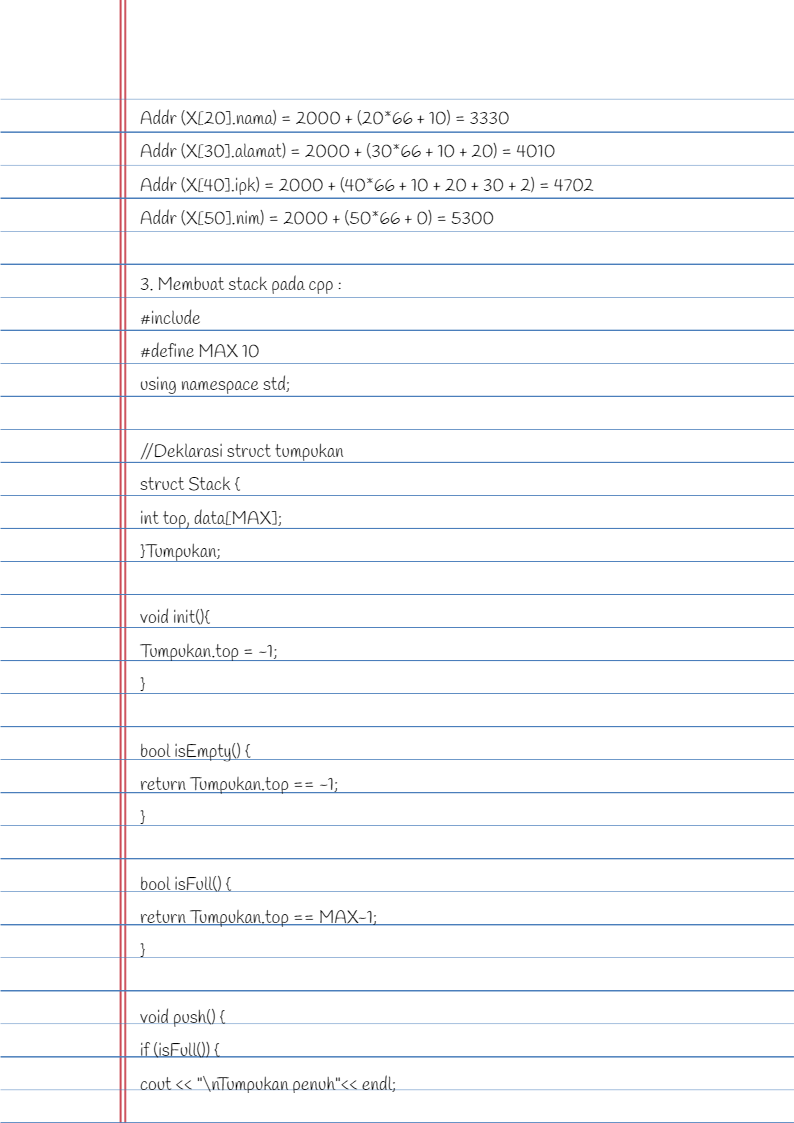 Addr (X[20].nama) = 2000 + (20*66 + 10) = 3330
Addr (X[30].alamat) = 2000 + (30*66 + 10 + 20) = 4010
Addr (X[40].ipk) = 2000 + (40*66 + 10 + 20 + 30 + 2) = 4702
Addr (X[50].nim) = 2000 + (50*66 + 0) = 5300
3. Membuat stack pada cpp :
#include
#define MAX 10
using namespace std;
//Deklarasi struct tumpukan
struct Stack {
int top, data[MAX];
}Tumpukan;
void init(){
Tumpukan.top = -1;
}
bool isEmpty() {
return Tumpukan.top == -1;
}
bool isFull() {
return Tumpukan.top == MAX-1;
}
void push() {
if (isFull()) {
cout << "\nTumpukan penuh"<< endl;